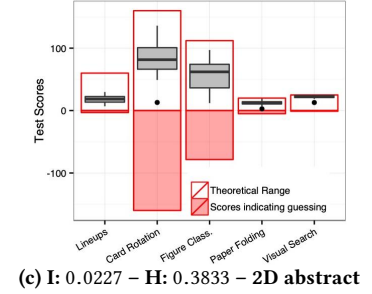 100
0
-100
Test Scores
Theoretical Range
Scores indicating guessing
Lineups
Card Rotation
Figure Class.
Paper Folding
Visual Search
(c) I: 0.0227 – H: 0.3833 – 2D abstract